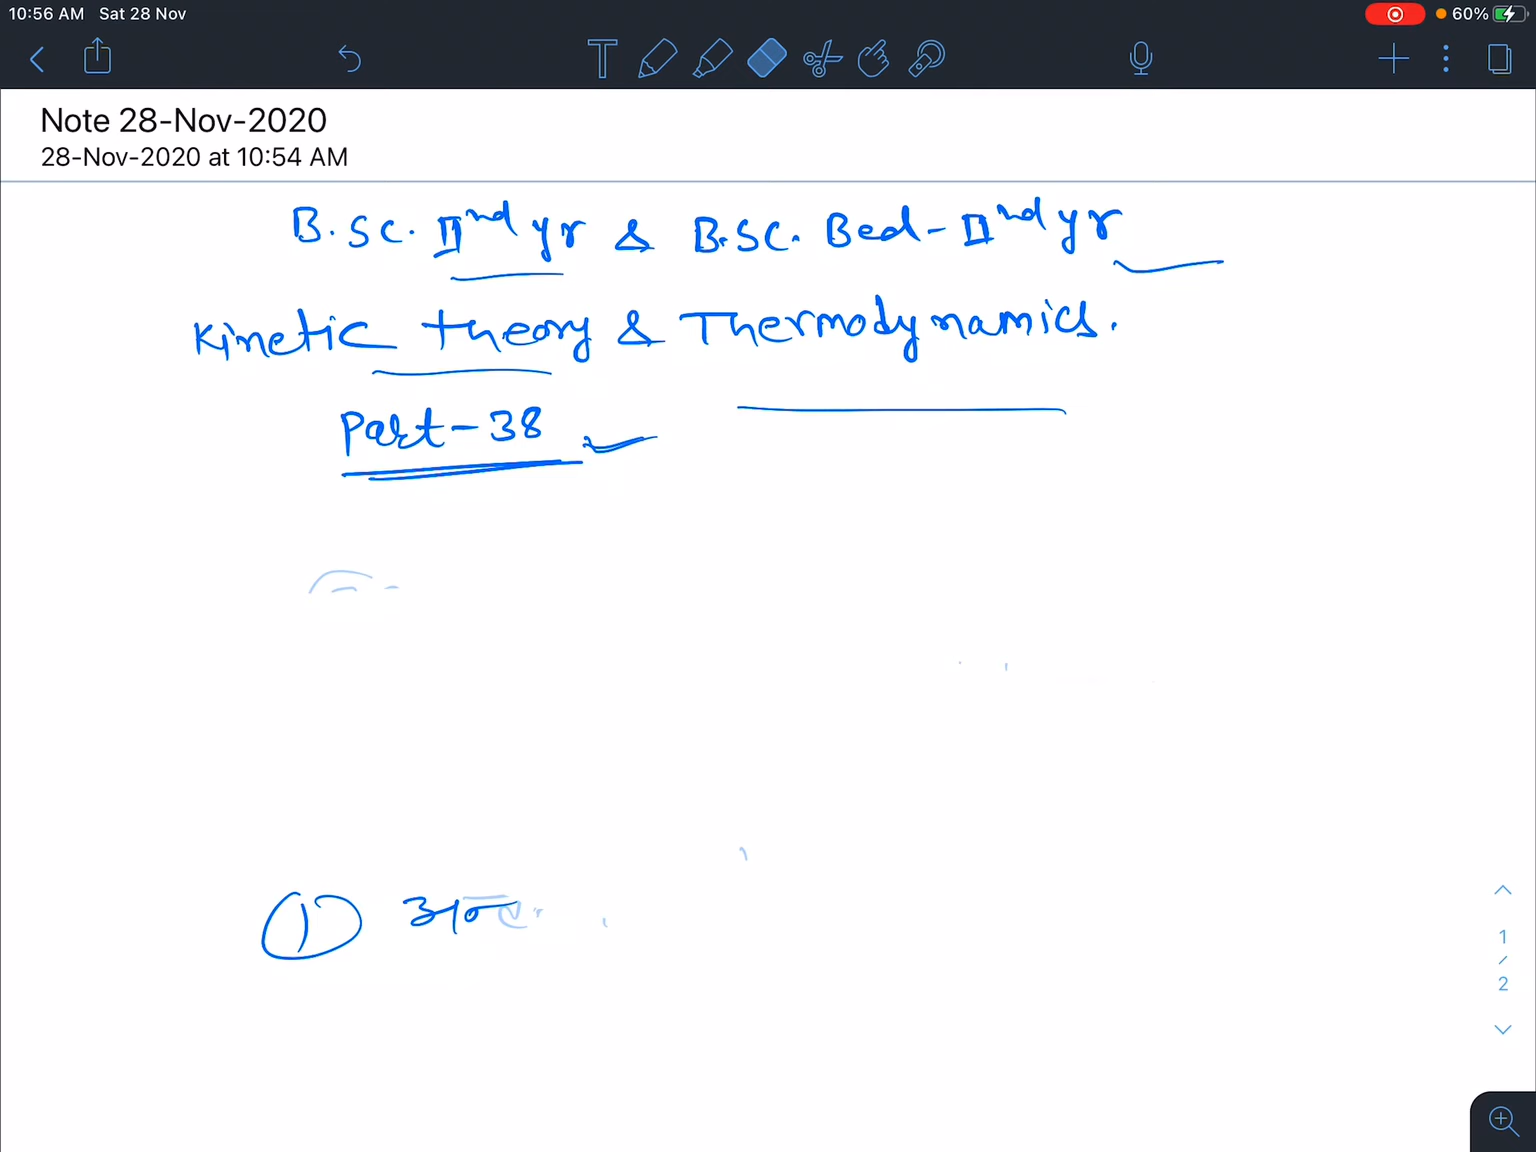 10:56 AM Sat 28 Nov 60%
Note 28-Nov-2020
28-Nov-2020 at 10:54 AM
B.SC. IInd yr & B.SC. Bed-IInd yr
Kinetic theory & Thermodynamics.
Part-38
1
1
/
2